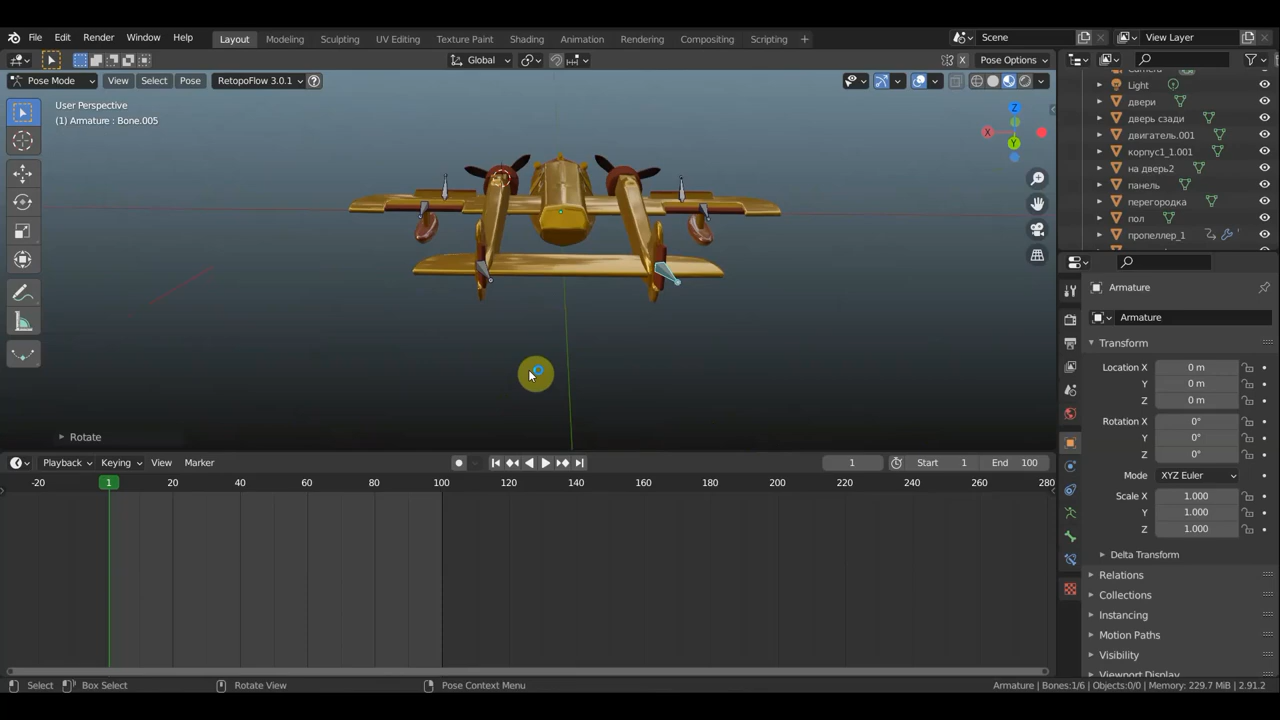 File Edit Render Window Help Layout Modeling Sculpting UV Editing Texture Paint Shading Animation Rendering Compositing Scripting + Scene View Layer
Global Pose Options
Pose Mode View Select Pose RetopoFlow 3.0.1
User Perspective
(1) Armature : Bone.005
X Z Y
Light
двери
дверь сзади
двигатель.001
корпус1_1.001
на дверь2
панель
перегородка
пол
пропеллер_1
Armature
Armature
Transform
Location X 0 m
Y 0 m
Z 0 m
Rotation X 0°
Y 0°
Z 0°
Mode XYZ Euler
Scale X 1.000
Y 1.000
Z 1.000
Delta Transform
Relations
Collections
Instancing
Motion Paths
Visibility
Viewport Display
Rotate
Playback Keying View Marker 1 Start 1 End 100
-20 1 20 40 60 80 100 120 140 160 180 200 220 240 260 280
Select Box Select Rotate View Pose Context Menu Armature | Bones:1/6 | Objects:0/0 | Memory: 229.7 MiB | 2.91.2